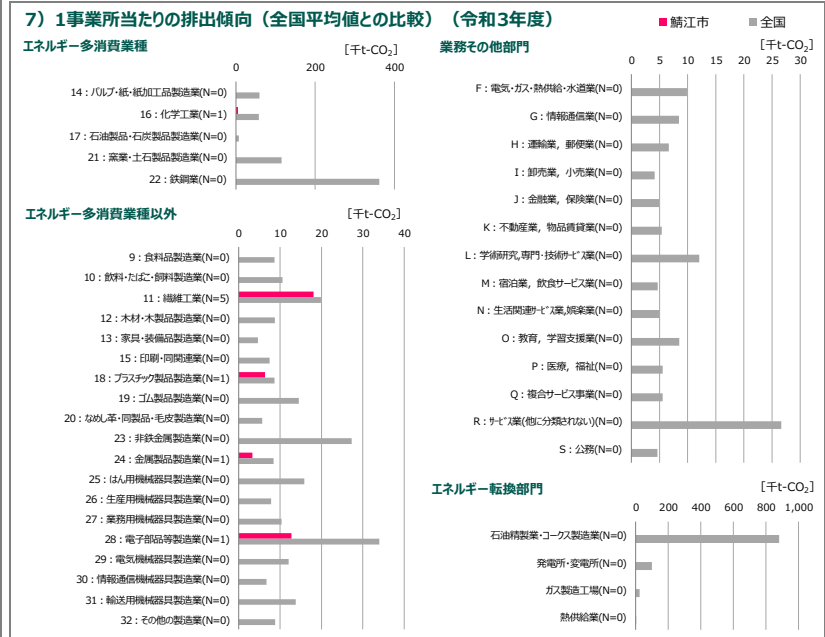 7）1事業所当たりの排出傾向（全国平均値との比較）（令和3年度）
鯖江市
全国
エネルギー多消費業種
［千t-CO₂］
0 200 400
14：パルプ・紙・紙加工品製造業(N=0)
16：化学工業(N=1)
17：石油製品・石炭製品製造業(N=0)
21：窯業・土石製品製造業(N=0)
22：鉄鋼業(N=0)
エネルギー多消費業種以外
［千t-CO₂］
0 10 20 30 40
9：食料品製造業(N=0)
10：飲料・たばこ・飼料製造業(N=0)
11：繊維工業(N=5)
12：木材・木製品製造業(N=0)
13：家具・装備品製造業(N=0)
15：印刷・同関連業(N=0)
18：プラスチック製品製造業(N=1)
19：ゴム製品製造業(N=0)
20：なめし革・同製品・毛皮製造業(N=0)
23：非鉄金属製造業(N=0)
24：金属製品製造業(N=1)
25：はん用機械器具製造業(N=0)
26：生産用機械器具製造業(N=0)
27：業務用機械器具製造業(N=0)
28：電子部品等製造業(N=1)
29：電気機械器具製造業(N=0)
30：情報通信機械器具製造業(N=0)
31：輸送用機械器具製造業(N=0)
32：その他の製造業(N=0)
業務その他部門
［千t-CO₂］
0 5 10 15 20 25 30
F：電気・ガス・熱供給・水道業(N=0)
G：情報通信業(N=0)
H：運輸業，郵便業(N=0)
I：卸売業，小売業(N=0)
J：金融業，保険業(N=0)
K：不動産業，物品賃貸業(N=0)
L：学術研究,専門・技術ｻｰﾋﾞｽ業(N=0)
M：宿泊業，飲食サービス業(N=0)
N：生活関連ｻｰﾋﾞｽ業,娯楽業(N=0)
O：教育，学習支援業(N=0)
P：医療，福祉(N=0)
Q：複合サービス事業(N=0)
R：ｻｰﾋﾞｽ業(他に分類されない)(N=0)
S：公務(N=0)
エネルギー転換部門
［千t-CO₂］
0 200 400 600 800 1,000
石油精製業・コークス製造業(N=0)
発電所・変電所(N=0)
ガス製造工場(N=0)
熱供給業(N=0)